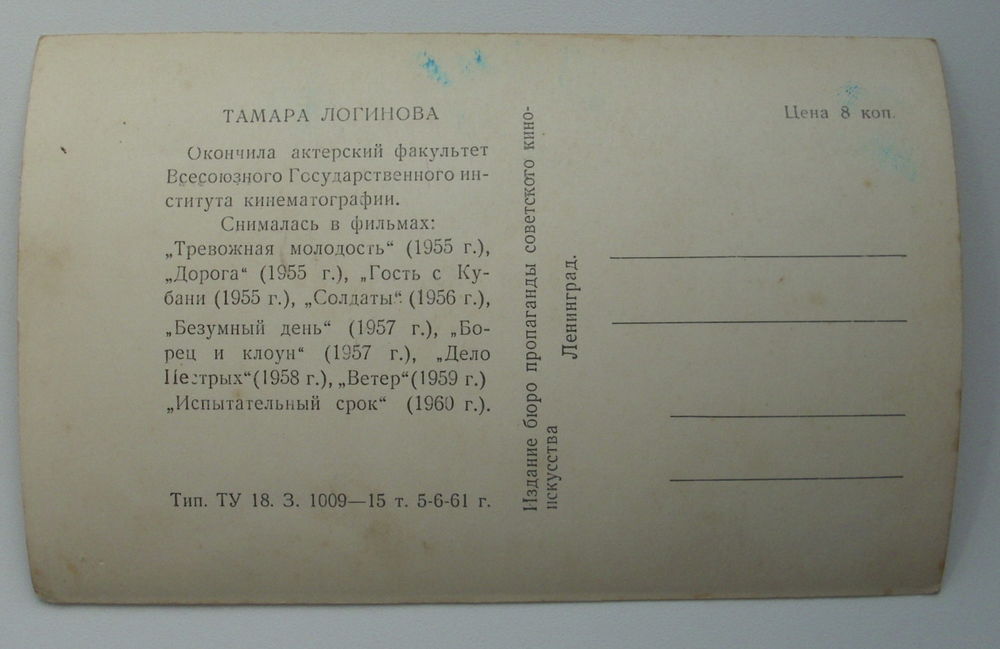 ТАМАРА ЛОГИНОВА
Окончила актерский факультет
Всесоюзного Государственного ин-
ститута кинематографии.
Снималась в фильмах:
„Тревожная молодость“ (1955 г.),
„Дорога“ (1955 г.), „Гость с Ку-
бани (1955 г.), „Солдаты“ (1956 г.),
„Безумный день“ (1957 г.), „Бо-
рец и клоун“ (1957 г.), „Дело
Пестрых“(1958 г.), „Ветер“(1959 г.)
„Испытательный срок“ (1960 г.).
Тип. ТУ 18. З. 1009—15 т. 5-6-61 г.
Издание бюро пропаганды советского кино-
искусства
Ленинград.
Цена 8 коп.